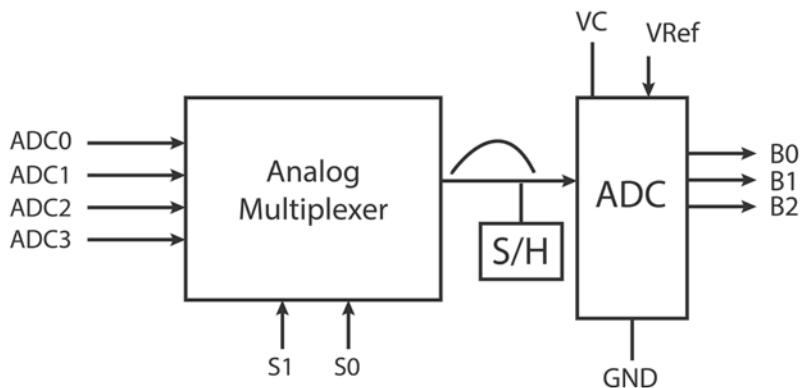 VC
VRef
ADC0
ADC1
ADC2
ADC3
Analog
Multiplexer
S/H
ADC
B0
B1
B2
S1
S0
GND